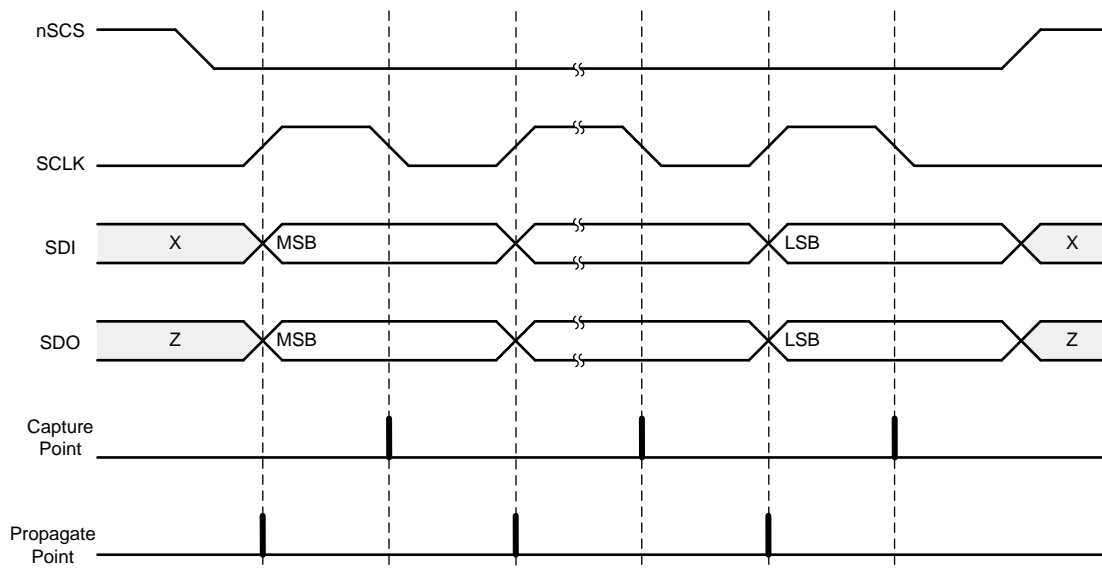 nSCS
SCLK
SDI
X
MSB
LSB
X
SDO
Z
MSB
LSB
Z
Capture
Point
Propagate
Point